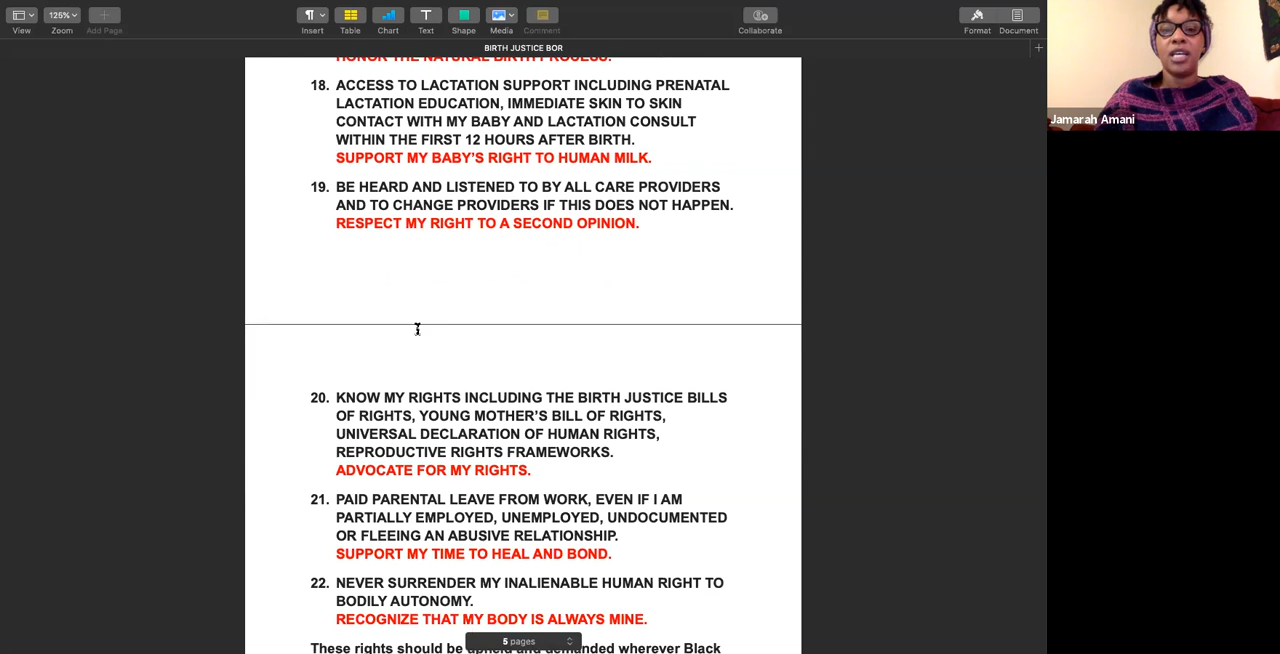 View
125%
Zoom
Add Page
Insert
Table
Chart
Text
Shape
Media
Comment
Collaborate
Format
Document
BIRTH JUSTICE BOR
HONOR THE NATURAL BIRTH PROCESS.
18. ACCESS TO LACTATION SUPPORT INCLUDING PRENATAL
LACTATION EDUCATION, IMMEDIATE SKIN TO SKIN
CONTACT WITH MY BABY AND LACTATION CONSULT
WITHIN THE FIRST 12 HOURS AFTER BIRTH.
SUPPORT MY BABY'S RIGHT TO HUMAN MILK.
19. BE HEARD AND LISTENED TO BY ALL CARE PROVIDERS
AND TO CHANGE PROVIDERS IF THIS DOES NOT HAPPEN.
RESPECT MY RIGHT TO A SECOND OPINION.
20. KNOW MY RIGHTS INCLUDING THE BIRTH JUSTICE BILLS
OF RIGHTS, YOUNG MOTHER'S BILL OF RIGHTS,
UNIVERSAL DECLARATION OF HUMAN RIGHTS,
REPRODUCTIVE RIGHTS FRAMEWORKS.
ADVOCATE FOR MY RIGHTS.
21. PAID PARENTAL LEAVE FROM WORK, EVEN IF I AM
PARTIALLY EMPLOYED, UNEMPLOYED, UNDOCUMENTED
OR FLEEING AN ABUSIVE RELATIONSHIP.
SUPPORT MY TIME TO HEAL AND BOND.
22. NEVER SURRENDER MY INALIENABLE HUMAN RIGHT TO
BODILY AUTONOMY.
RECOGNIZE THAT MY BODY IS ALWAYS MINE.
These rights should be upheld and demanded wherever Black
5 pages
Jamarah Amani